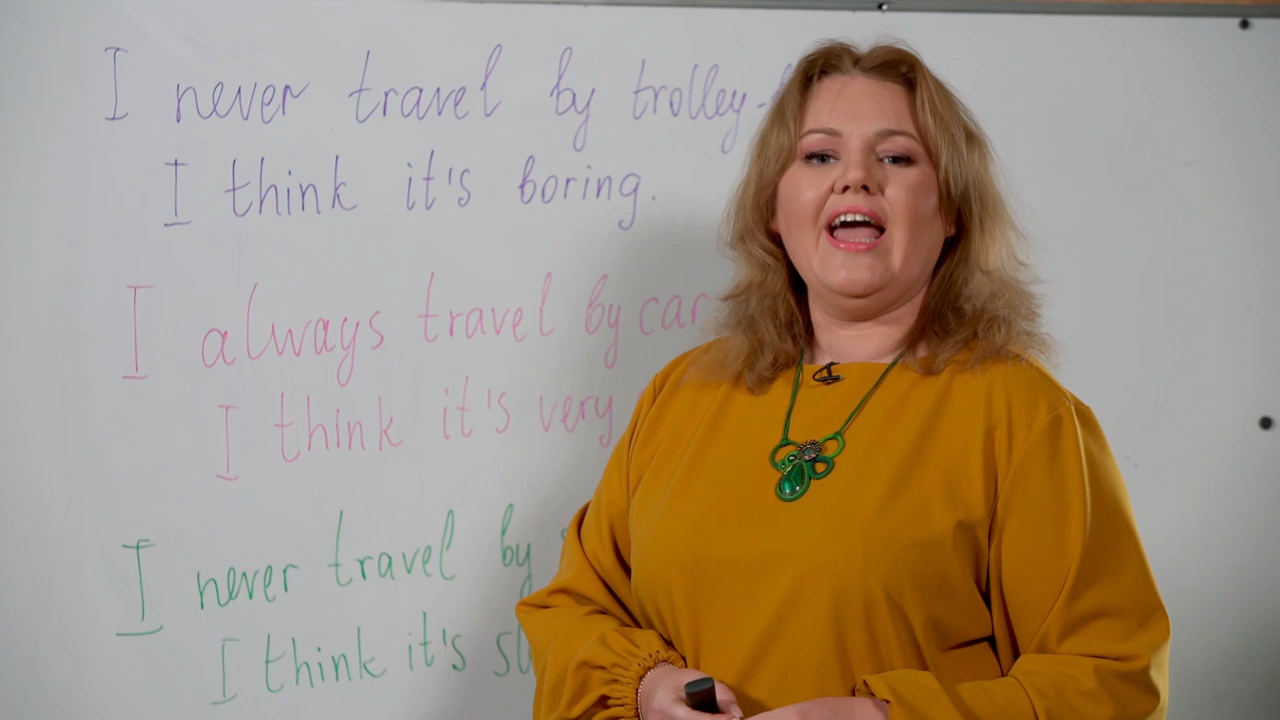 I never travel by trolley-
I think it's boring.
I always travel by car
I think it's very
I never travel by
I think it's